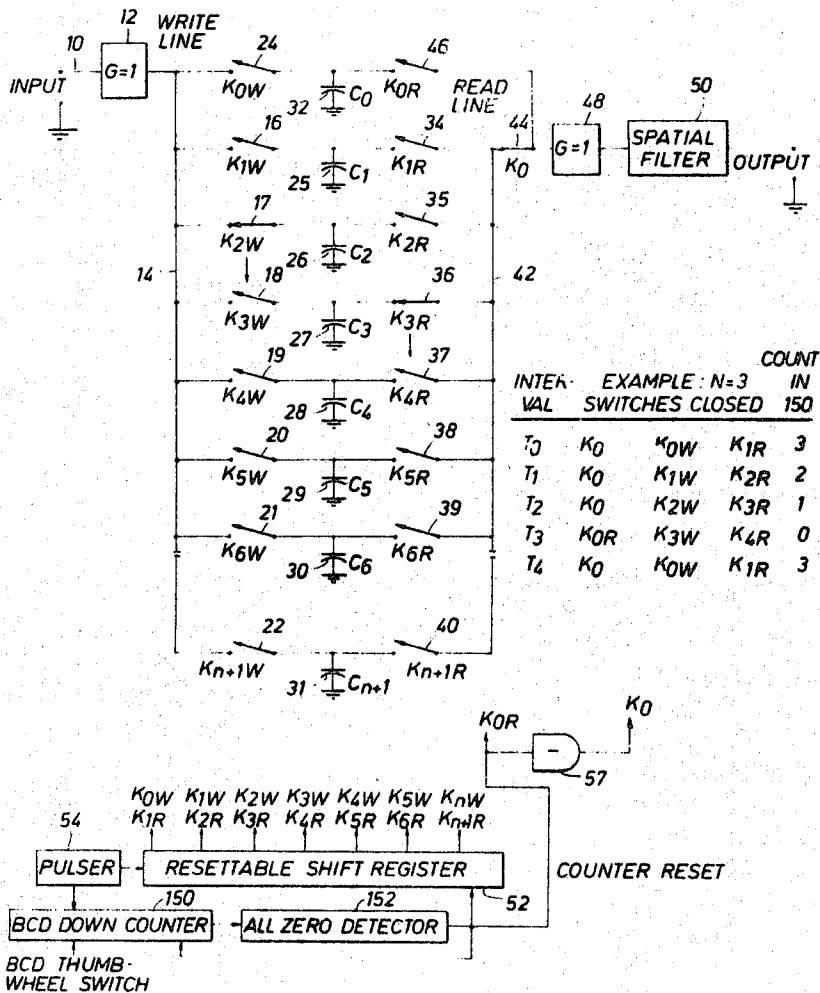 12 WRITE
LINE
10
G=1
INPUT
24
K0W
32
C0
46
K0R
READ
LINE
44
K0
48
G=1
50
SPATIAL
FILTER
OUTPUT
16
K1W
25
C1
34
K1R
17
K2W
26
C2
35
K2R
14
42
18
K3W
27
C3
36
K3R
19
K4W
28
C4
37
K4R
20
K5W
29
C5
38
K5R
21
K6W
30
C6
39
K6R
22
Kn+1W
31
Cn+1
40
Kn+1R
INTER- EXAMPLE: N=3 COUNT
VAL SWITCHES CLOSED IN
150
T0 K0 K0W K1R 3
T1 K0 K1W K2R 2
T2 K0 K2W K3R 1
T3 K0R K3W K4R 0
T4 K0 K0W K1R 3
K0R
K0
57
K0W K1W K2W K3W K4W K5W KnW
K1R K2R K3R K4R K5R K6R Kn+1R
54
PULSER
RESETTABLE SHIFT REGISTER
52
COUNTER RESET
150
BCD DOWN COUNTER
152
ALL ZERO DETECTOR
BCD THUMB-
WHEEL SWITCH